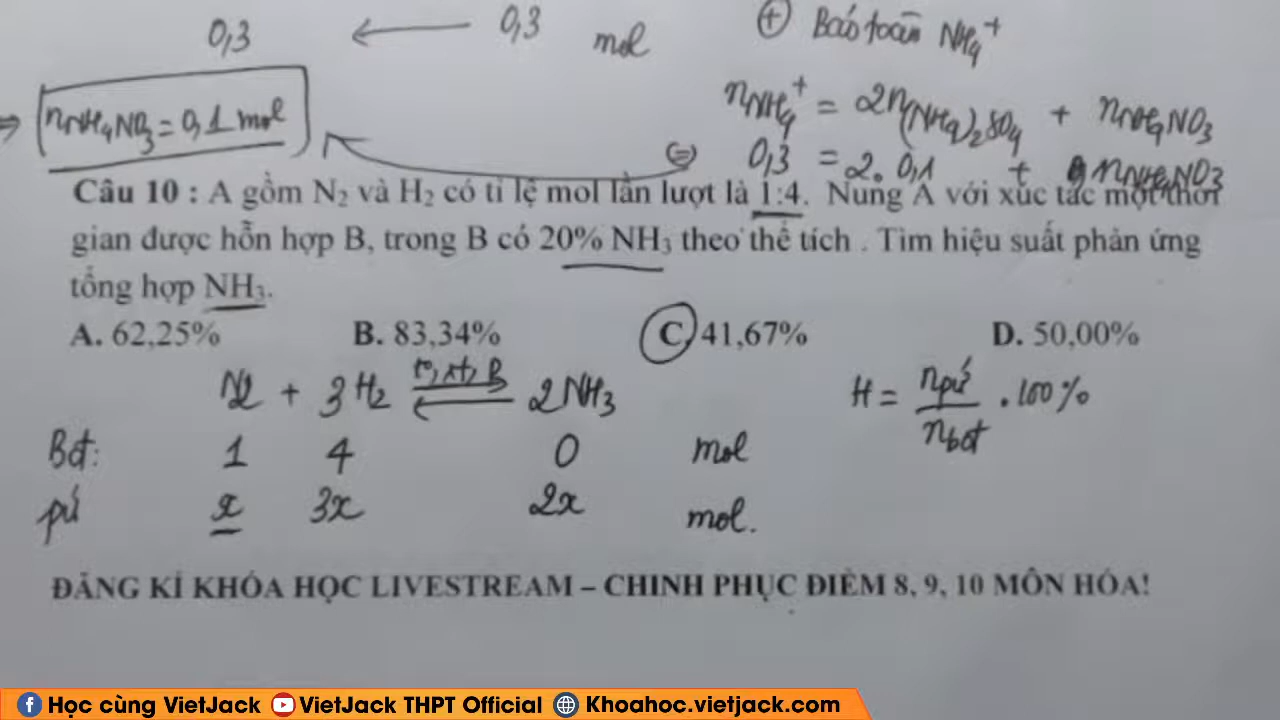 0,3 ← 0,3 mol ⊕ Bảo toàn NH₄⁺
⇒ nNH₄NO₃ = 0,1 mol
nNH₄⁺ = 2n(NH₄)₂SO₄ + nNH₄NO₃
⇔ 0,3 = 2.0,1 + nNH₄NO₃
Câu 10 : A gồm N₂ và H₂ có tỉ lệ mol lần lượt là 1:4. Nung A với xúc tác một thời
gian được hỗn hợp B, trong B có 20% NH₃ theo thể tích . Tìm hiệu suất phản ứng
tổng hợp NH₃.
A. 62,25% B. 83,34% C. 41,67% D. 50,00%
N₂ + 3H₂ ⇌ 2NH₃ H = npứ/nbđ . 100%
t°, xt, P
Bđ: 1 4 0 mol
pứ x 3x 2x mol.
ĐĂNG KÍ KHÓA HỌC LIVESTREAM – CHINH PHỤC ĐIỂM 8, 9, 10 MÔN HÓA!
Học cùng VietJack VietJack THPT Official Khoahoc.vietjack.com